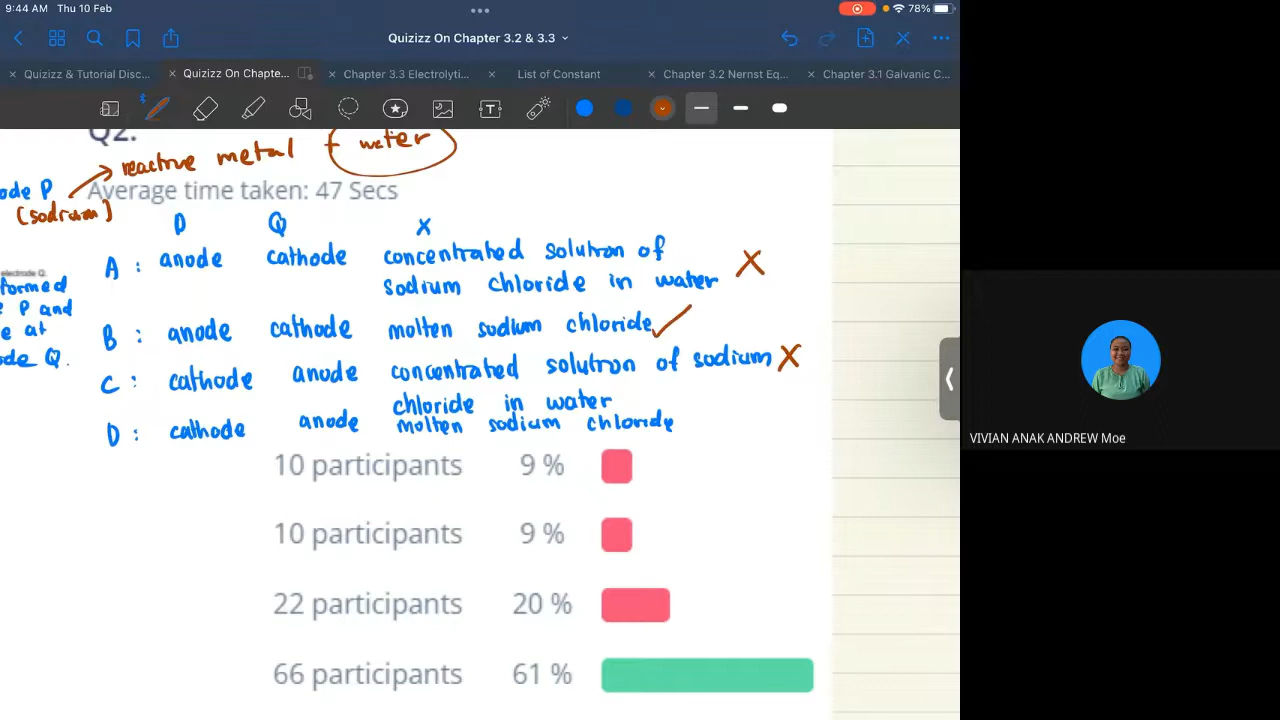 9:44 AM Thu 10 Feb
78%
Quizizz On Chapter 3.2 & 3.3
Quizizz & Tutorial Disc...
Quizizz On Chapte...
Chapter 3.3 Electrolyti...
List of Constant
Chapter 3.2 Nernst Eq...
Chapter 3.1 Galvanic C...
Q2.
reactive metal + water
ode P
Average time taken: 47 Secs
(sodium)
D Q X
A : anode cathode concentrated solution of
sodium chloride in water
electrode Q.
formed
e P and
e at
de Q.
B : anode cathode molten sodium chloride
C : cathode anode concentrated solution of sodium
chloride in water
D : cathode anode molten sodium chloride
10 participants 9 %
10 participants 9 %
22 participants 20 %
66 participants 61 %
VIVIAN ANAK ANDREW Moe